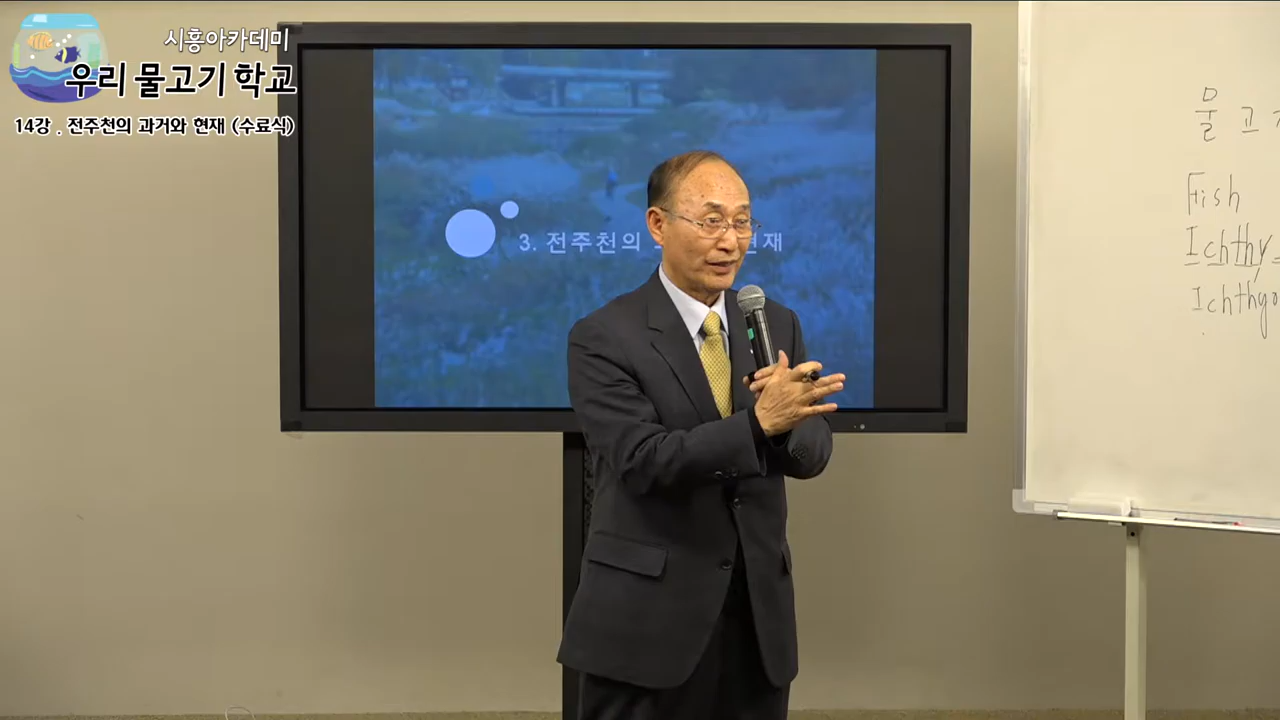 시흥아카데미
우리 물고기 학교
14강 . 전주천의 과거와 현재 (수료식)
3. 전주천의
현재
물고
Fish
Ichthy
Ichthyo